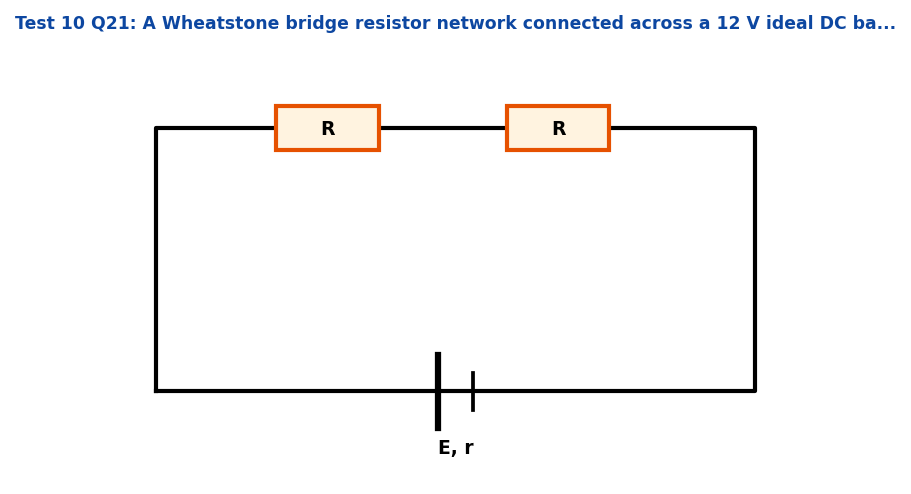 Test 10 Q21: A Wheatstone bridge resistor network connected across a 12 V ideal DC ba...
R R
E, r